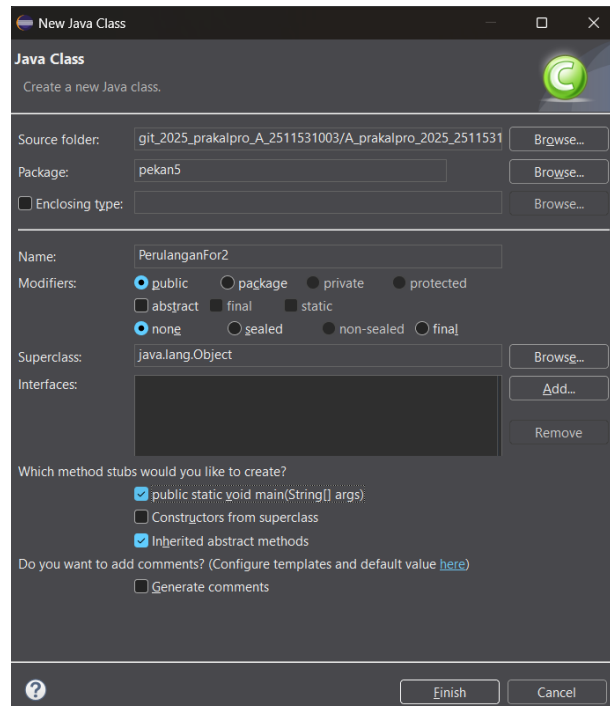 New Java Class
Java Class
Create a new Java class.
Source folder: git_2025_prakalpro_A_2511531003/A_prakalpro_2025_2511531 Browse...
Package: pekan5 Browse...
Enclosing type: Browse...
Name: PerulanganFor2
Modifiers: public package private protected
abstract final static
none sealed non-sealed final
Superclass: java.lang.Object Browse...
Interfaces: Add...
Remove
Which method stubs would you like to create?
public static void main(String[] args)
Constructors from superclass
Inherited abstract methods
Do you want to add comments? (Configure templates and default value here)
Generate comments
? Finish Cancel